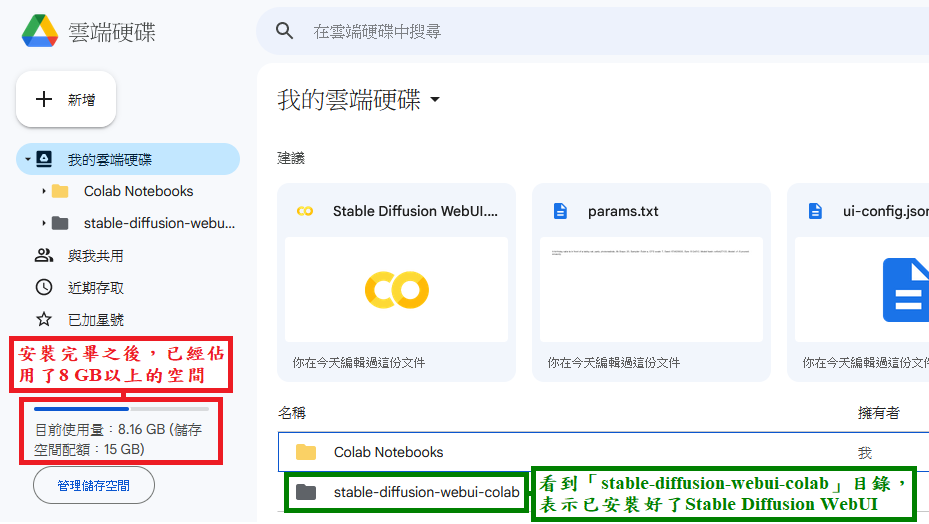 雲端硬碟
在雲端硬碟中搜尋
新增
我的雲端硬碟
Colab Notebooks
stable-diffusion-webu...
與我共用
近期存取
已加星號
安裝完畢之後，已經佔
用了8 GB以上的空間
目前使用量：8.16 GB (儲存
空間配額：15 GB)
管理儲存空間
我的雲端硬碟
建議
Stable Diffusion WebUI....
params.txt
ui-config.json
你在今天編輯過這份文件
你在今天編輯過這份文件
你在今天編輯過這份文件
名稱
擁有者
Colab Notebooks
我
stable-diffusion-webui-colab
看到「stable-diffusion-webui-colab」目錄，
表示已安裝好了Stable Diffusion WebUI